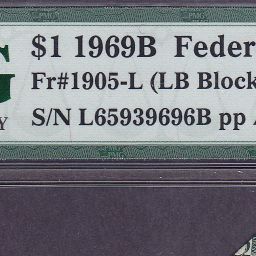 $1 1969B Feder
Fr#1905-L (LB Block
S/N L65939696B pp